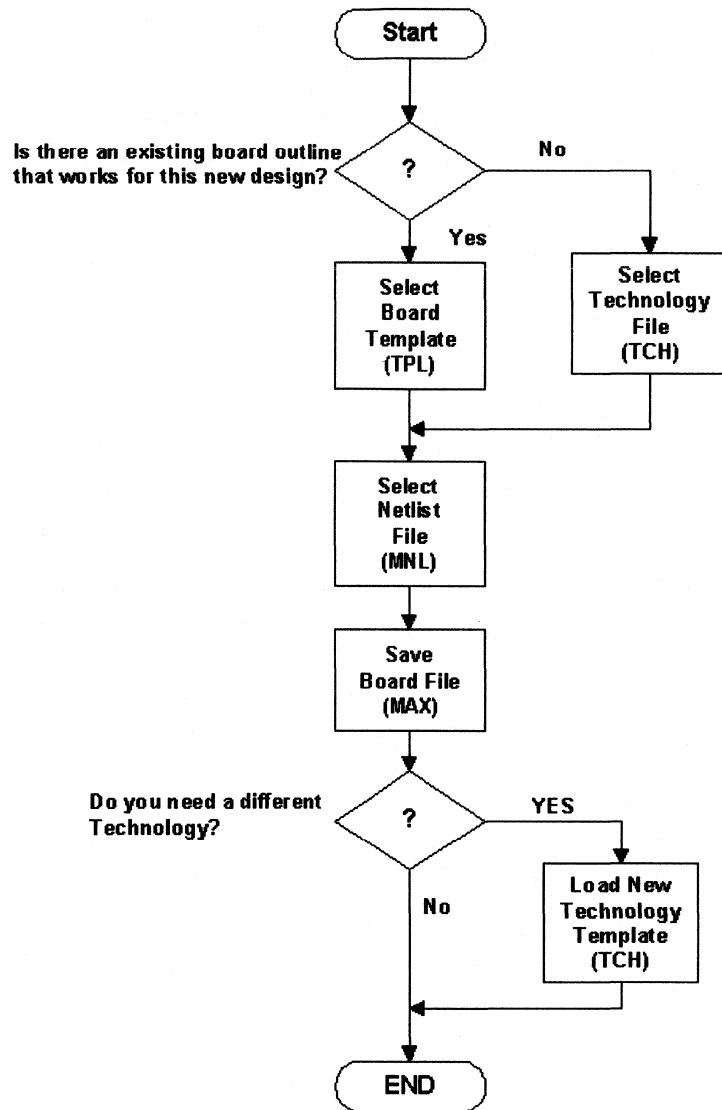 Start
Is there an existing board outline
that works for this new design?
?
No
Yes
Select
Board
Template
(TPL)
Select
Technology
File
(TCH)
Select
Netlist
File
(MNL)
Save
Board File
(MAX)
Do you need a different
Technology?
?
YES
No
Load New
Technology
Template
(TCH)
END